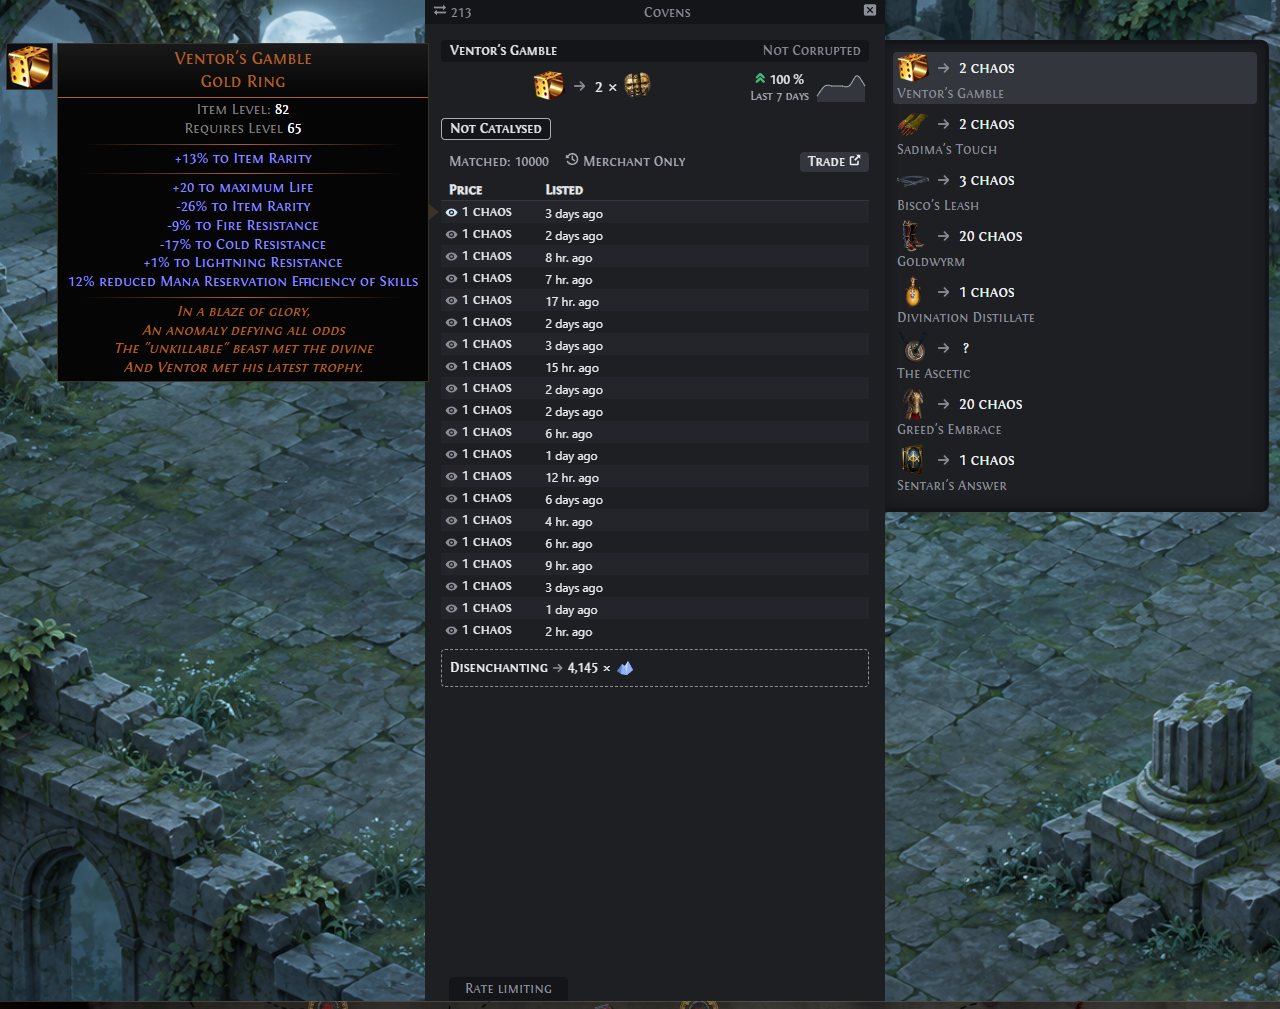 213
Covens
Ventor's Gamble
Gold Ring
Item Level: 82
Requires Level 65
+13% to Item Rarity
+20 to maximum Life
-26% to Item Rarity
-9% to Fire Resistance
-17% to Cold Resistance
+1% to Lightning Resistance
12% reduced Mana Reservation Efficiency of Skills
In a blaze of glory,
An anomaly defying all odds
The "unkillable" beast met the divine
And Ventor met his latest trophy.
Ventor's Gamble Not Corrupted
2 ×
100 %
Last 7 days
Not Catalysed
Matched: 10000 Merchant Only Trade
Price Listed
1 chaos 3 days ago
1 chaos 2 days ago
1 chaos 8 hr. ago
1 chaos 7 hr. ago
1 chaos 17 hr. ago
1 chaos 2 days ago
1 chaos 3 days ago
1 chaos 15 hr. ago
1 chaos 2 days ago
1 chaos 2 days ago
1 chaos 6 hr. ago
1 chaos 1 day ago
1 chaos 12 hr. ago
1 chaos 6 days ago
1 chaos 4 hr. ago
1 chaos 6 hr. ago
1 chaos 9 hr. ago
1 chaos 3 days ago
1 chaos 1 day ago
1 chaos 2 hr. ago
Disenchanting → 4,145 ×
Rate limiting
→ 2 chaos
Ventor's Gamble
→ 2 chaos
Sadima's Touch
→ 3 chaos
Bisco's Leash
→ 20 chaos
Goldwyrm
→ 1 chaos
Divination Distillate
→ ?
The Ascetic
→ 20 chaos
Greed's Embrace
→ 1 chaos
Sentari's Answer